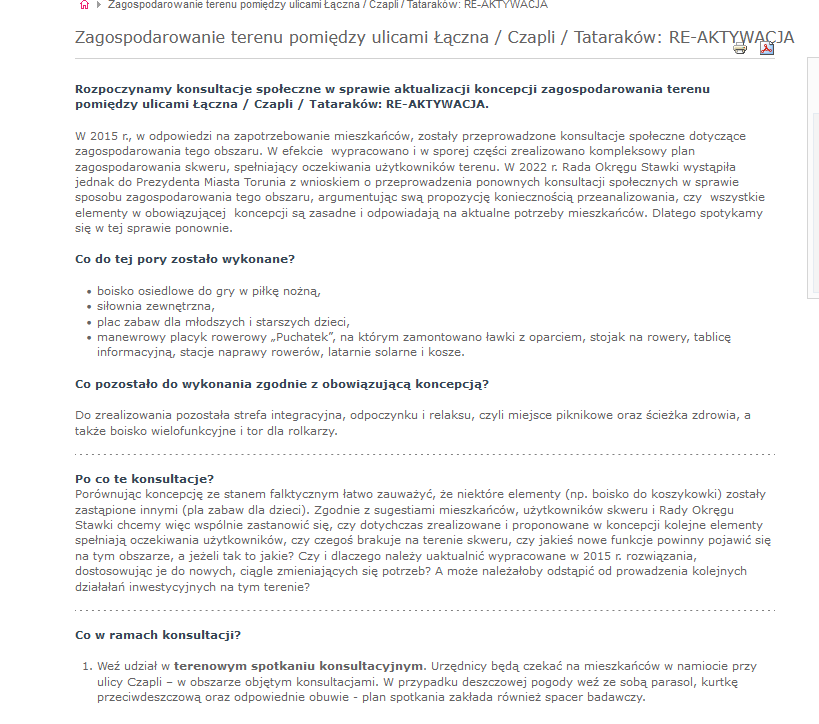 Zagospodarowanie terenu pomiędzy ulicami Łączna / Czapli / Tataraków: RE-AKTYWACJA
Zagospodarowanie terenu pomiędzy ulicami Łączna / Czapli / Tataraków: RE-AKTYWACJA
Rozpoczynamy konsultacje społeczne w sprawie aktualizacji koncepcji zagospodarowania terenu
pomiędzy ulicami Łączna / Czapli / Tataraków: RE-AKTYWACJA.
W 2015 r., w odpowiedzi na zapotrzebowanie mieszkańców, zostały przeprowadzone konsultacje społeczne dotyczące
zagospodarowania tego obszaru. W efekcie wypracowano i w sporej części zrealizowano kompleksowy plan
zagospodarowania skweru, spełniający oczekiwania użytkowników terenu. W 2022 r. Rada Okręgu Stawki wystąpiła
jednak do Prezydenta Miasta Torunia z wnioskiem o przeprowadzenie ponownych konsultacji społecznych w sprawie
sposobu zagospodarowania tego obszaru, argumentując swą propozycję koniecznością przeanalizowania, czy wszystkie
elementy w obowiązującej koncepcji są zasadne i odpowiadają na aktualne potrzeby mieszkańców. Dlatego spotykamy
się w tej sprawie ponownie.
Co do tej pory zostało wykonane?
• boisko osiedlowe do gry w piłkę nożną,
• siłownia zewnętrzna,
• plac zabaw dla młodszych i starszych dzieci,
• manewrowy placyk rowerowy „Puchatek”, na którym zamontowano ławki z oparciem, stojak na rowery, tablicę
informacyjną, stacje naprawy rowerów, latarnie solarne i kosze.
Co pozostało do wykonania zgodnie z obowiązującą koncepcją?
Do zrealizowania pozostała strefa integracyjna, odpoczynku i relaksu, czyli miejsce piknikowe oraz ścieżka zdrowia, a
także boisko wielofunkcyjne i tor dla rolkarzy.
Po co te konsultacje?
Porównując koncepcję ze stanem falktycznym łatwo zauważyć, że niektóre elementy (np. boisko do koszykowki) zostały
zastąpione innymi (pla zabaw dla dzieci). Zgodnie z sugestiami mieszkańców, użytkowników skweru i Rady Okręgu
Stawki chcemy więc wspólnie zastanowić się, czy dotychczas zrealizowane i proponowane w koncepcji kolejne elementy
spełniają oczekiwania użytkowników, czy czegoś brakuje na terenie skweru, czy jakieś nowe funkcje powinny pojawić się
na tym obszarze, a jeżeli tak to jakie? Czy i dlaczego należy uaktualnić wypracowane w 2015 r. rozwiązania,
dostosowując je do nowych, ciągle zmieniających się potrzeb? A może należałoby odstąpić od prowadzenia kolejnych
działałań inwestycyjnych na tym terenie?
Co w ramach konsultacji?
1. Weź udział w terenowym spotkaniu konsultacyjnym. Urzędnicy będą czekać na mieszkańców w namiocie przy
ulicy Czapli – w obszarze objętym konsultacjami. W przypadku deszczowej pogody weź ze sobą parasol, kurtkę
przeciwdeszczową oraz odpowiednie obuwie - plan spotkania zakłada również spacer badawczy.